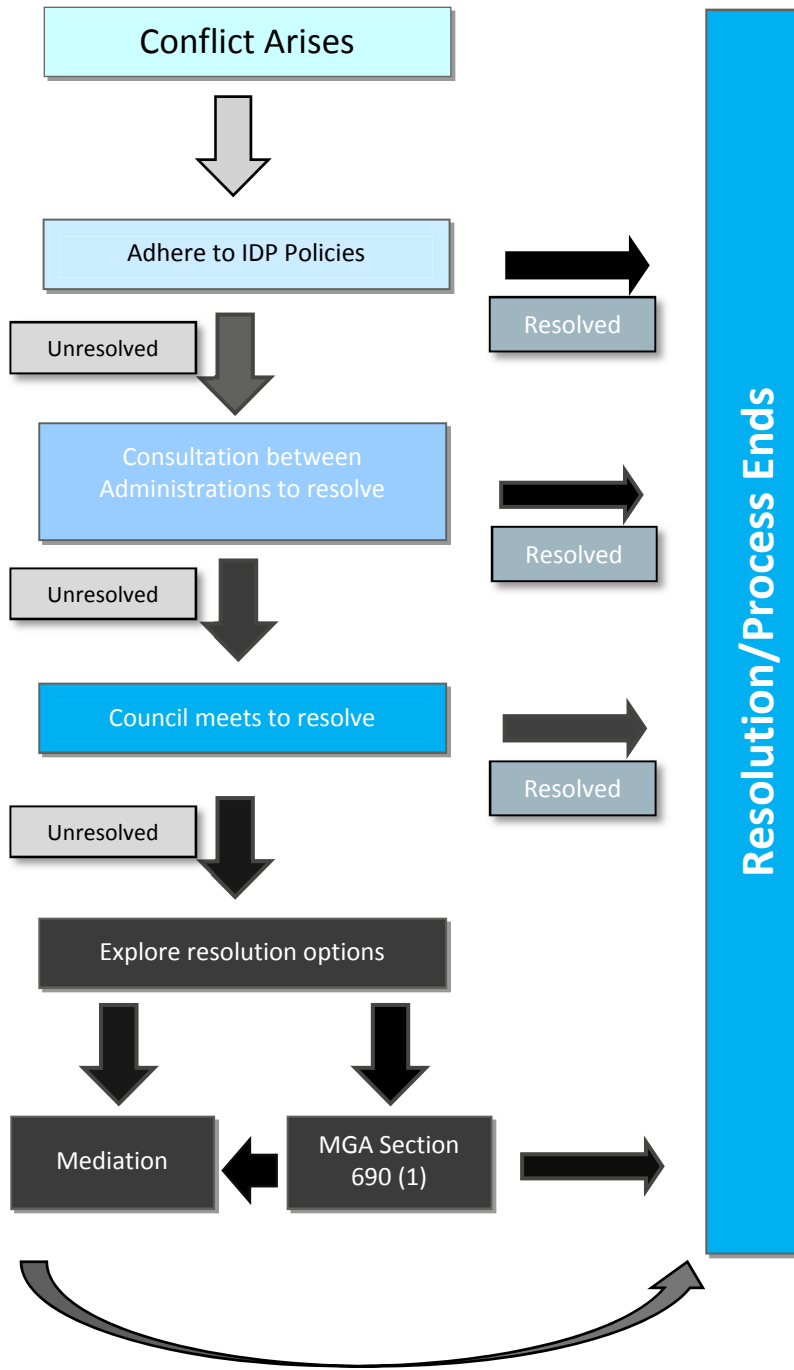 Conflict Arises
Adhere to IDP Policies
Resolved
Unresolved
Consultation between
Administrations to resolve
Resolved
Unresolved
Council meets to resolve
Resolved
Unresolved
Explore resolution options
Mediation
MGA Section
690 (1)
Resolution/Process Ends